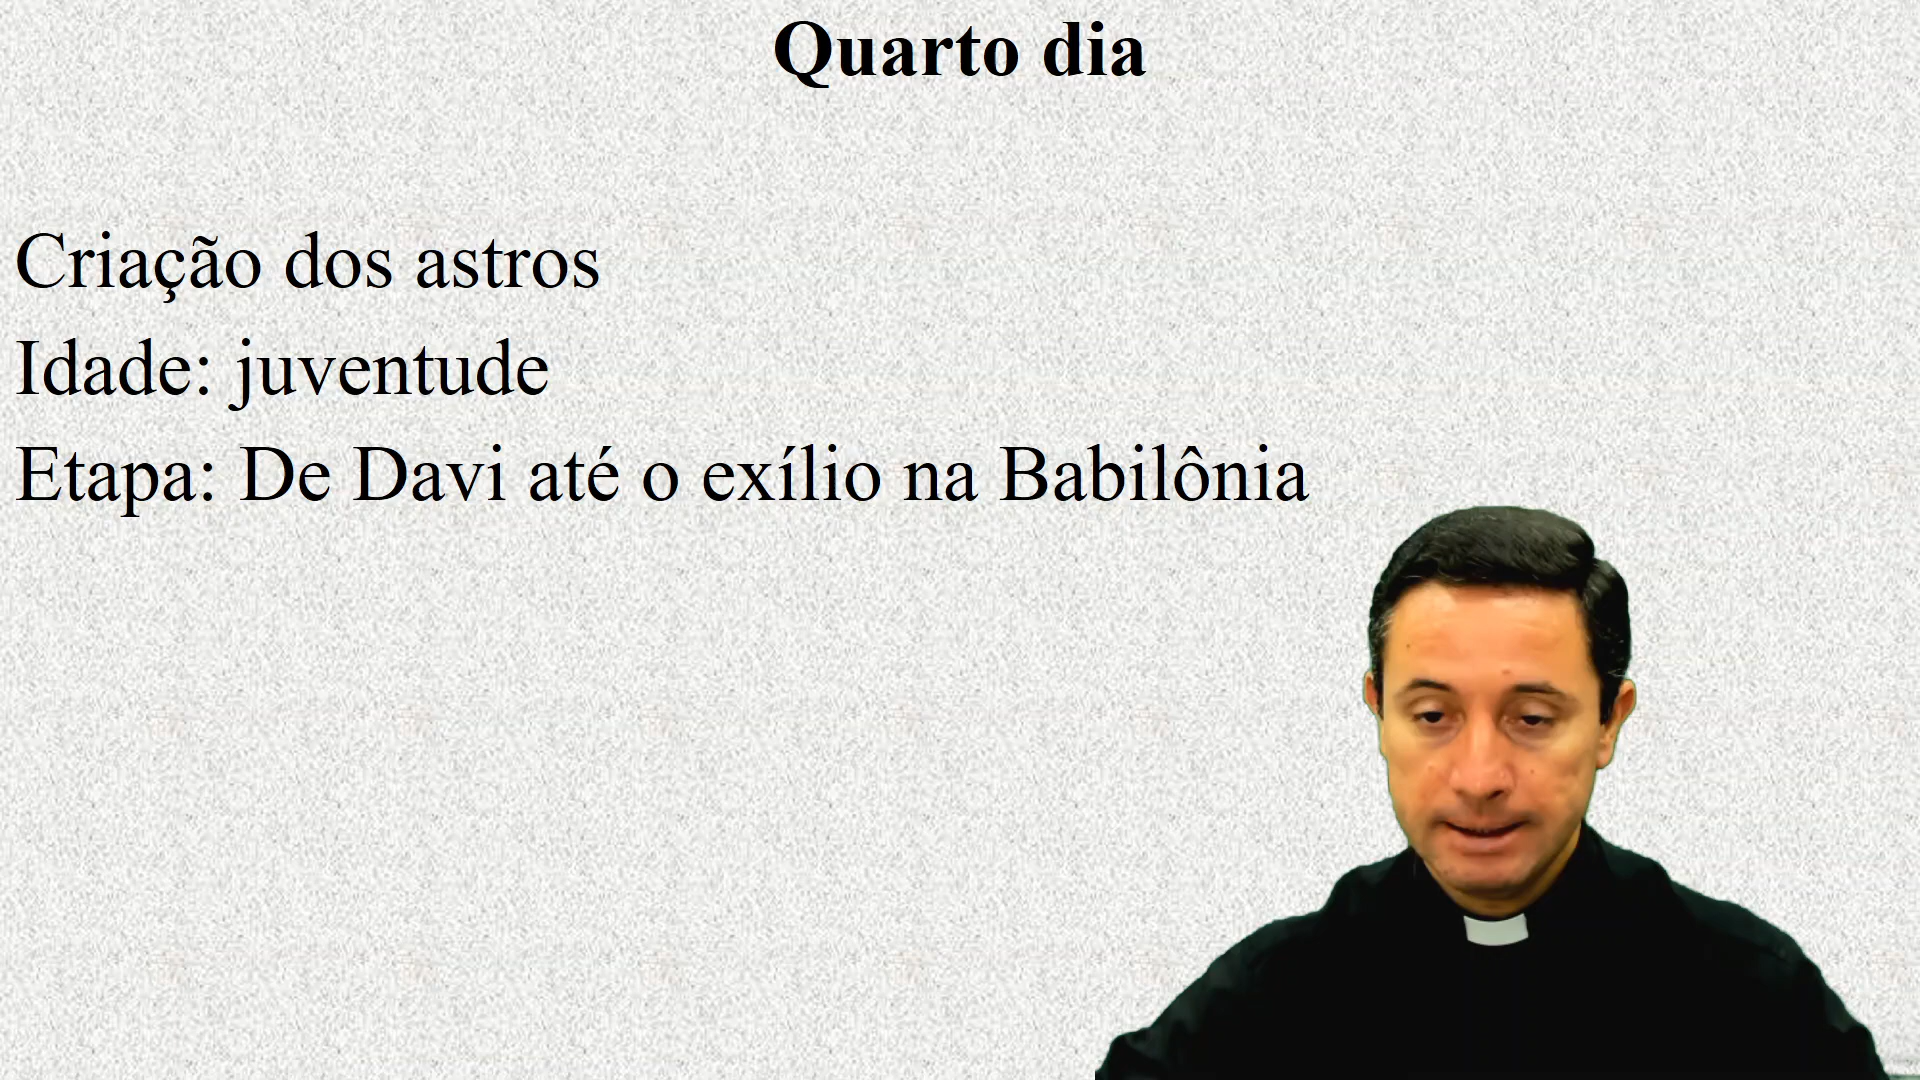 Quarto dia
Criação dos astros
Idade: juventude
Etapa: De Davi até o exílio na Babilônia